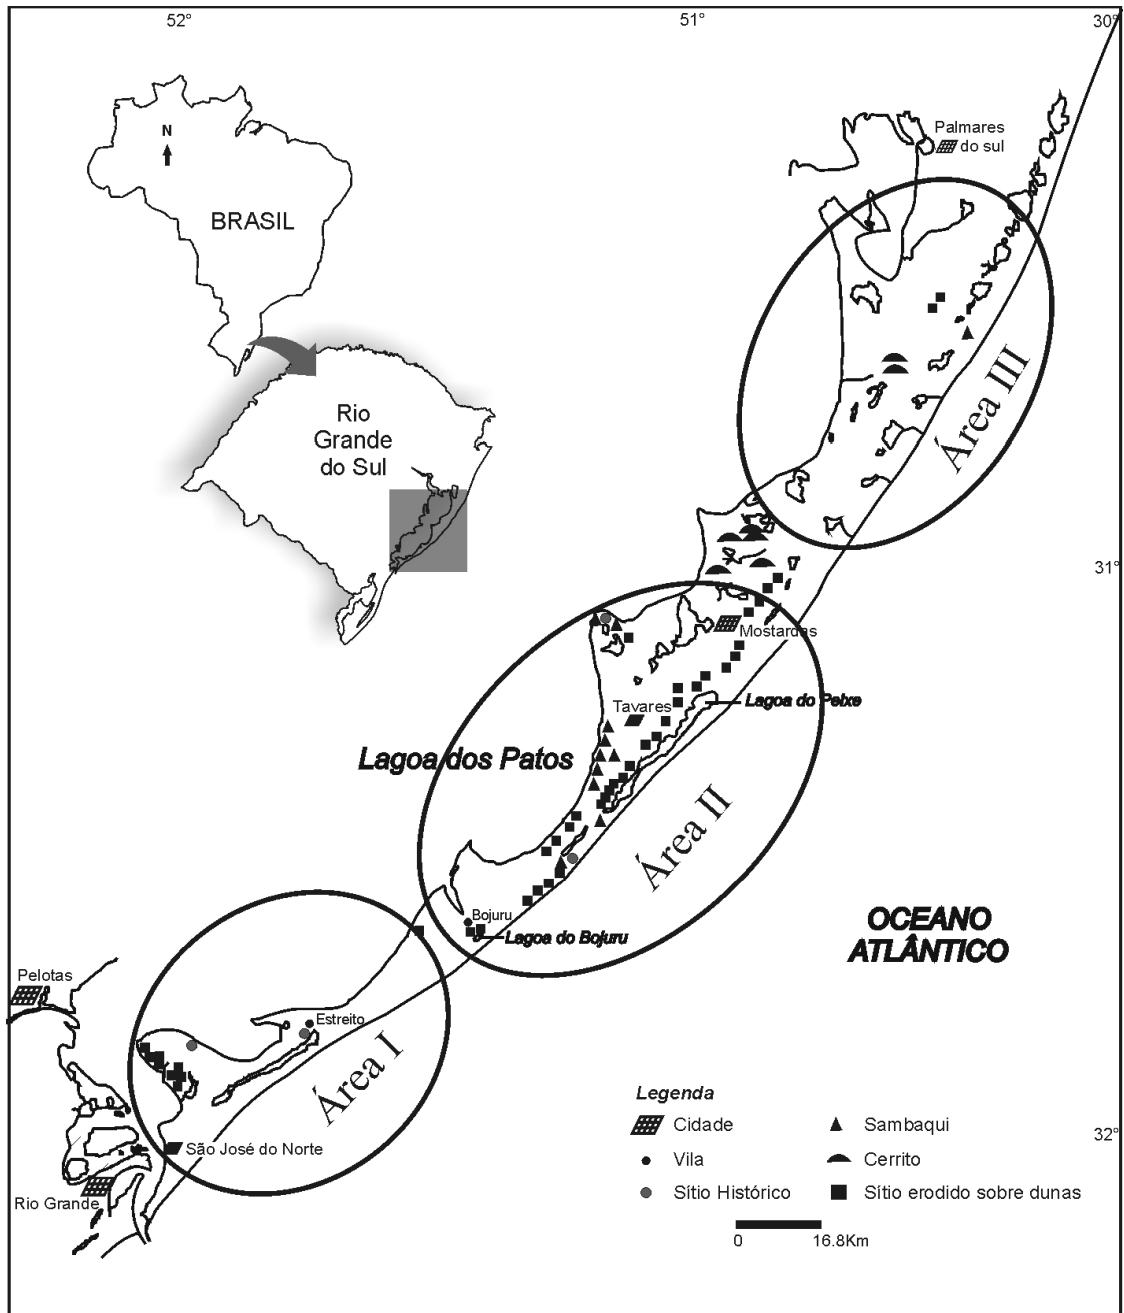 52°
51°
30°
N
BRASIL
Palmares
do sul
Rio
Grande
do Sul
Área III
31°
Mostardas
Tavares
Lagoa do Peixe
Lagoa dos Patos
Área II
Bojuru
Lagoa do Bojuru
OCEANO
ATLÂNTICO
Pelotas
Estreito
Área I
São José do Norte
Rio Grande
32°
Legenda
Cidade
Sambaqui
Vila
Cerrito
Sítio Histórico
Sítio erodido sobre dunas
0
16.8Km